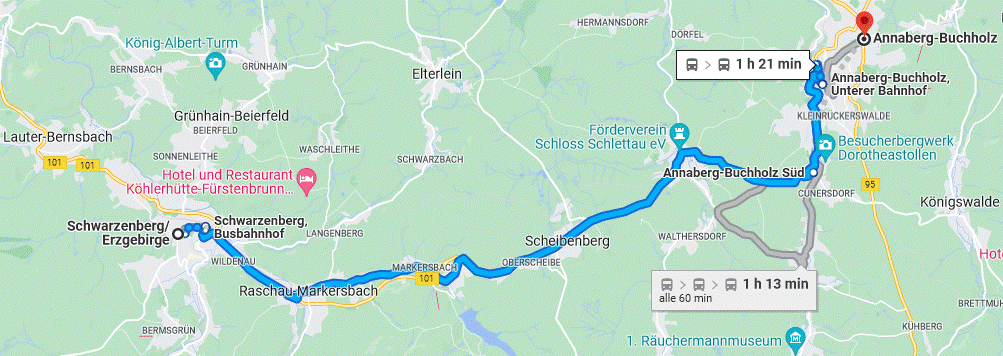 HERMANNSDORF
König-Albert-Turm
BERNSBACH
GRÜNHAIN
Elterlein
DÖRFEL
Annaberg-Buchholz
1 h 21 min
Annaberg-Buchholz,
Unterer Bahnhof
Grünhain-Beierfeld
BEIERFELD
KLEINRÜCKERSWALDE
Lauter-Bernsbach
101
101
SONNENLEITHE
WASCHLEITHE
SCHWARZBACH
Förderverein
Schloss Schlettau eV
Besucherbergwerk
Dorotheastollen
Hotel und Restaurant
Köhlerhütte-Fürstenbrunn...
Annaberg-Buchholz Süd
95
CUNERSDORF
Königswalde
Schwarzenberg/
Erzgebirge
Schwarzenberg,
Busbahnhof
LANGENBERG
WALTHERSDORF
Scheibenberg
WILDENAU
MARKERSBACH
OBERSCHEIBE
101
Hote
Raschau-Markersbach
1 h 13 min
alle 60 min
BRETTMÜH
BERMSGRÜN
KÜHBERG
1. Räuchermannmuseum